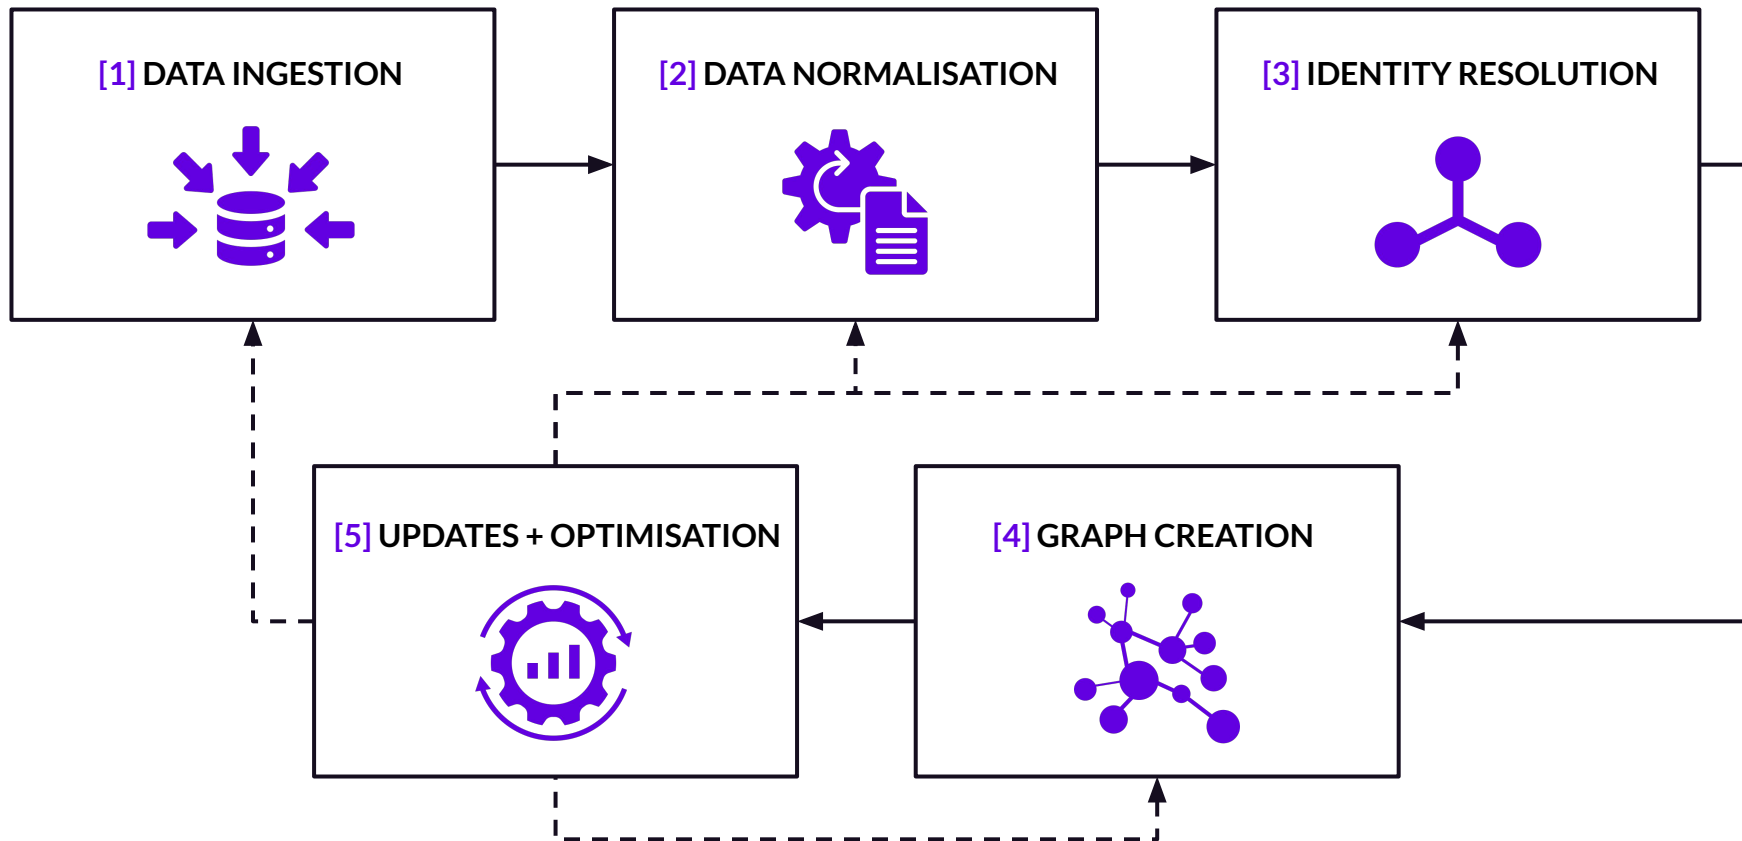 [1] DATA INGESTION
[2] DATA NORMALISATION
[3] IDENTITY RESOLUTION
[5] UPDATES + OPTIMISATION
[4] GRAPH CREATION